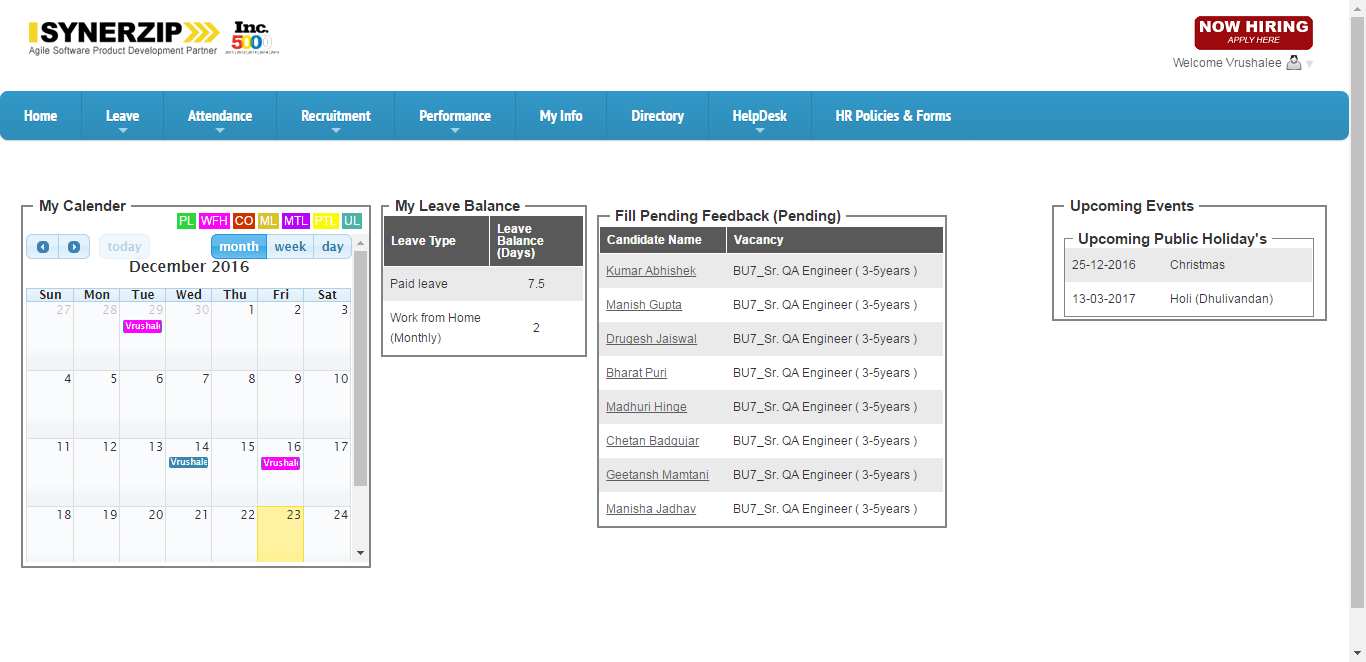 SYNERZIP
Agile Software Product Development Partner
Inc.
5000
NOW HIRING
APPLY HERE
Welcome Vrushalee
Home Leave Attendance Recruitment Performance My Info Directory HelpDesk HR Policies & Forms
My Calender
PL WFH CO ML MTL PTL UL
today month week day
December 2016
Sun Mon Tue Wed Thu Fri Sat
27 28 29 30 1 2 3
Vrushale
4 5 6 7 8 9 10
11 12 13 14 15 16 17
Vrushale Vrushale
18 19 20 21 22 23 24
My Leave Balance
Leave Type Leave Balance (Days)
Paid leave 7.5
Work from Home (Monthly) 2
Fill Pending Feedback (Pending)
Candidate Name Vacancy
Kumar Abhishek BU7_Sr. QA Engineer ( 3-5years )
Manish Gupta BU7_Sr. QA Engineer ( 3-5years )
Drugesh Jaiswal BU7_Sr. QA Engineer ( 3-5years )
Bharat Puri BU7_Sr. QA Engineer ( 3-5years )
Madhuri Hinge BU7_Sr. QA Engineer ( 3-5years )
Chetan Badgujar BU7_Sr. QA Engineer ( 3-5years )
Geetansh Mamtani BU7_Sr. QA Engineer ( 3-5years )
Manisha Jadhav BU7_Sr. QA Engineer ( 3-5years )
Upcoming Events
Upcoming Public Holiday's
25-12-2016 Christmas
13-03-2017 Holi (Dhulivandan)